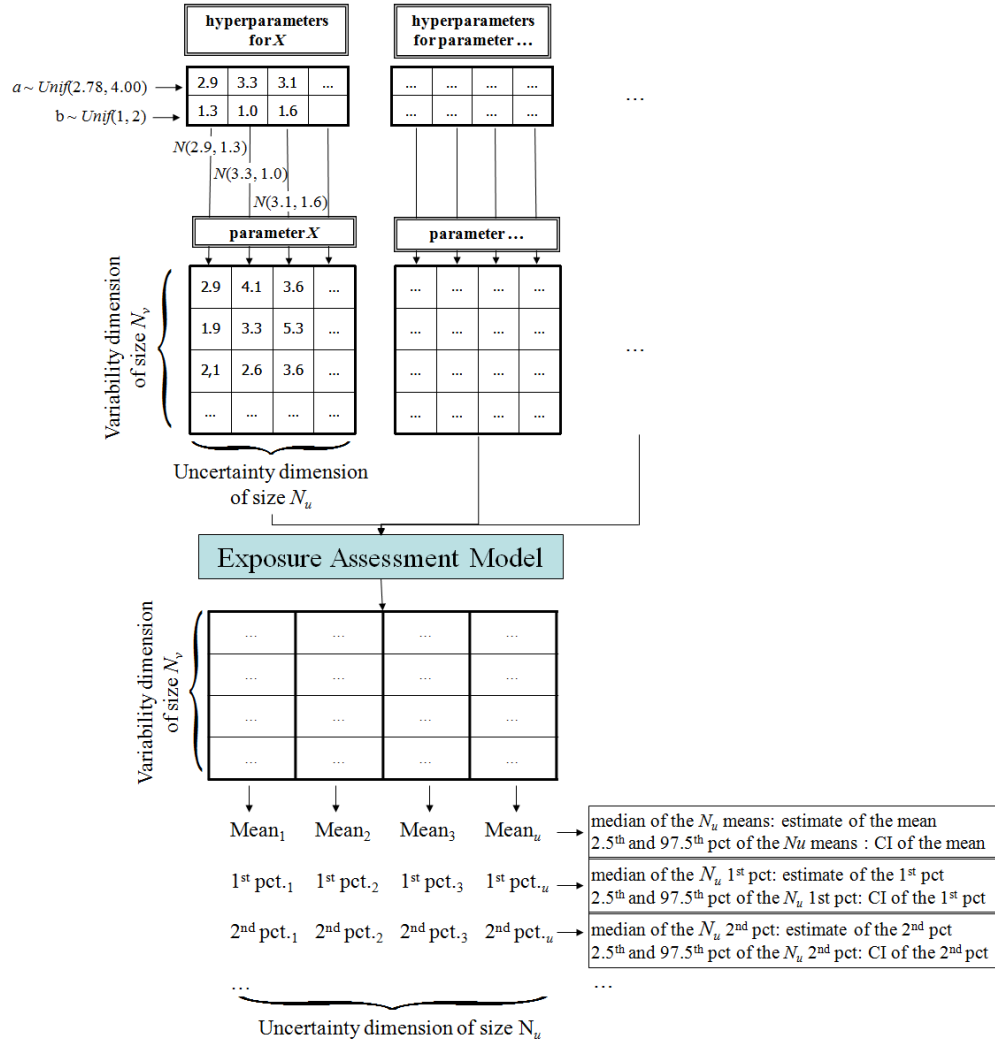 hyperparameters
for X
hyperparameters
for parameter …
a ~ Unif(2.78, 4.00)
2.9 3.3 3.1 ...
... ... ... ...
b ~ Unif(1, 2)
1.3 1.0 1.6
... ... ... ...
…
N(2.9, 1.3)
N(3.3, 1.0)
N(3.1, 1.6)
parameter X
parameter …
Variability dimension
of size Nᵥ
2.9 4.1 3.6 ...
1.9 3.3 5.3 ...
2,1 2.6 3.6 ...
... ... ... ...
... ... ... ...
... ... ... ...
... ... ... ...
... ... ... ...
…
Uncertainty dimension
of size Nᵤ
Exposure Assessment Model
Variability dimension
of size Nᵥ
... ... ... ...
... ... ... ...
... ... ... ...
... ... ... ...
Mean₁ Mean₂ Mean₃ Meanᵤ
median of the Nᵤ means: estimate of the mean
2.5th and 97.5th pct of the Nu means : CI of the mean
1st pct.₁ 1st pct.₂ 1st pct.₃ 1st pct.ᵤ
median of the Nᵤ 1st pct: estimate of the 1st pct
2.5th and 97.5th pct of the Nᵤ 1st pct: CI of the 1st pct
2nd pct.₁ 2nd pct.₂ 2nd pct.₃ 2nd pct.ᵤ
median of the Nᵤ 2nd pct: estimate of the 2nd pct
2.5th and 97.5th pct of the Nᵤ 2nd pct: CI of the 2nd pct
… …
Uncertainty dimension of size Nᵤ